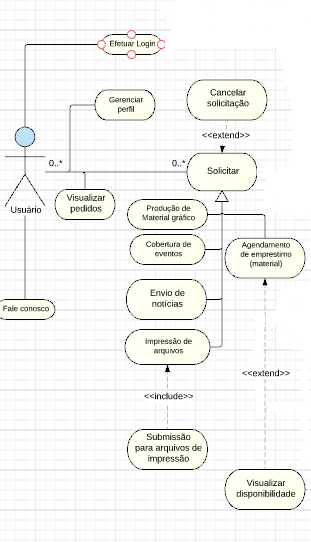 Efetuar Login
Gerenciar
perfil
Cancelar
solicitação
<<extend>>
0..*
0..*
Solicitar
Visualizar
pedidos
Usuário
Produção de
Material gráfico
Cobertura de
eventos
Agendamento
de emprestimo
(material)
Envio de
notícias
Fale conosco
Impressão de
arquivos
<<extend>>
<<include>>
Submissão
para arquivos de
impressão
Visualizar
disponibilidade